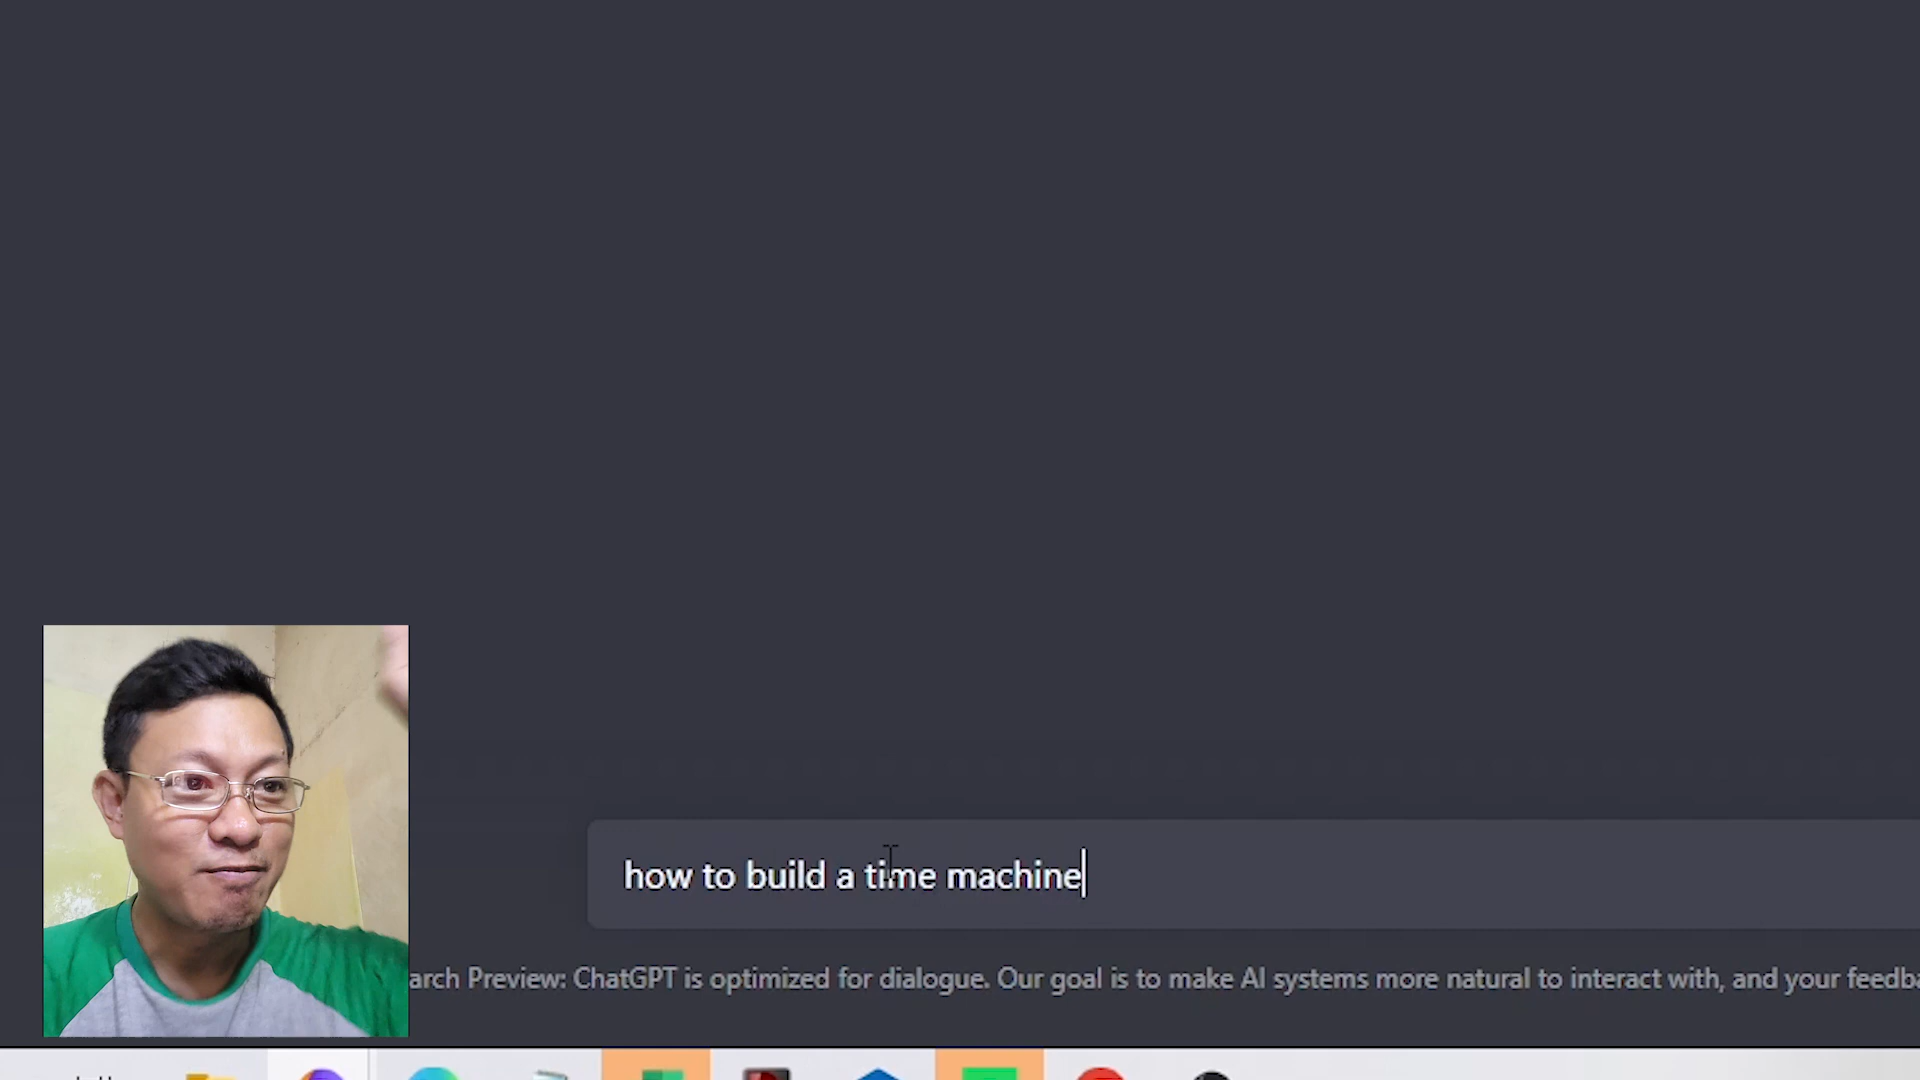 how to build a time machine
arch Preview: ChatGPT is optimized for dialogue. Our goal is to make AI systems more natural to interact with, and your feedba